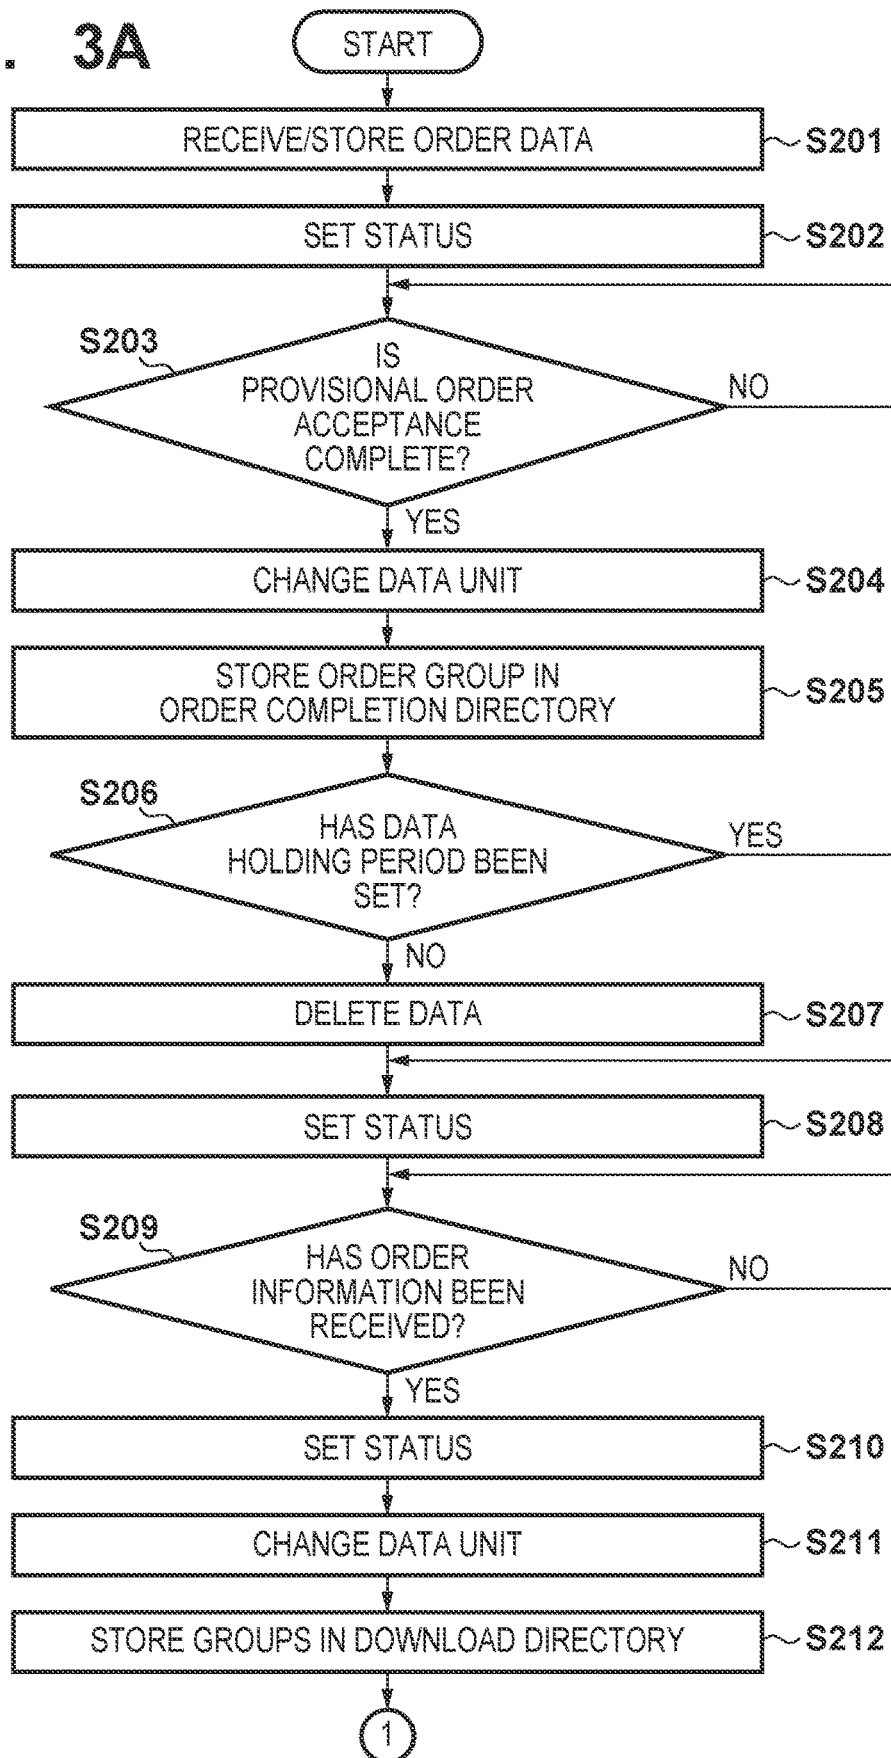 . 3A
START
RECEIVE/STORE ORDER DATA
S201
SET STATUS
S202
S203
IS
PROVISIONAL ORDER
ACCEPTANCE
COMPLETE?
NO
YES
CHANGE DATA UNIT
S204
STORE ORDER GROUP IN
ORDER COMPLETION DIRECTORY
S205
S206
HAS DATA
HOLDING PERIOD BEEN
SET?
YES
NO
DELETE DATA
S207
SET STATUS
S208
S209
HAS ORDER
INFORMATION BEEN
RECEIVED?
NO
YES
SET STATUS
S210
CHANGE DATA UNIT
S211
STORE GROUPS IN DOWNLOAD DIRECTORY
S212
1